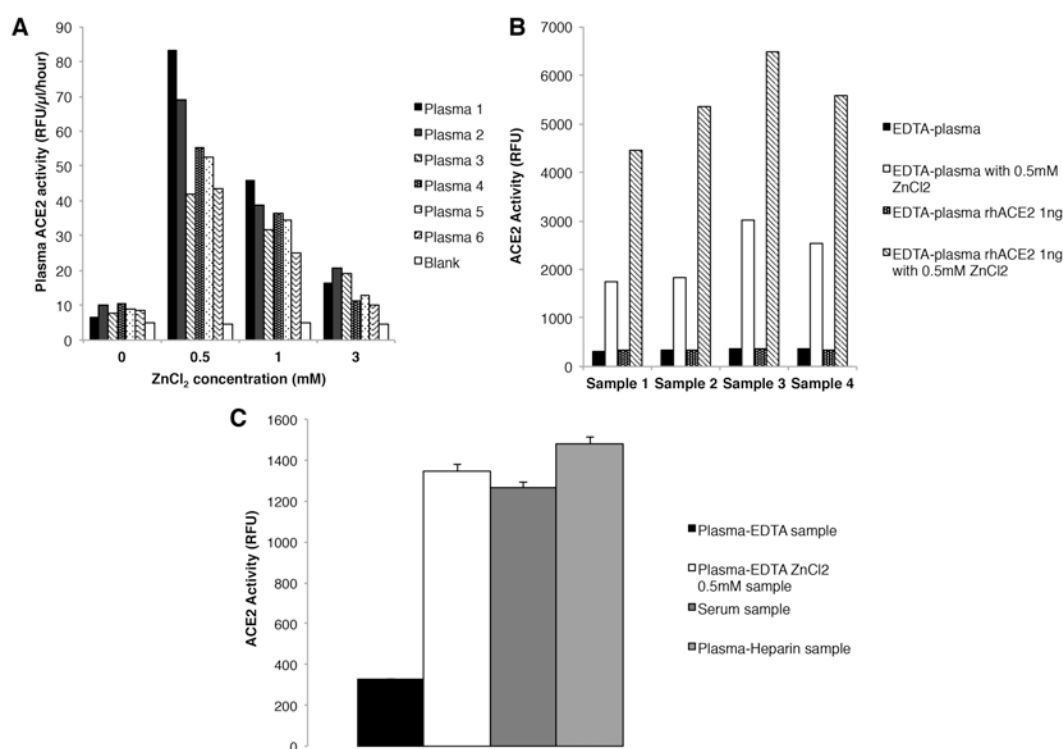 A
Plasma ACE2 activity (RFU/µl/hour)
90
80
70
60
50
40
30
20
10
0
0
0.5
1
3
ZnCl2 concentration (mM)
Plasma 1
Plasma 2
Plasma 3
Plasma 4
Plasma 5
Plasma 6
Blank
B
ACE2 Activity (RFU)
7000
6000
5000
4000
3000
2000
1000
0
Sample 1
Sample 2
Sample 3
Sample 4
EDTA-plasma
EDTA-plasma with 0.5mM
ZnCl2
EDTA-plasma rhACE2 1ng
EDTA-plasma rhACE2 1ng
with 0.5mM ZnCl2
C
ACE2 Activity (RFU)
1600
1400
1200
1000
800
600
400
200
0
Plasma-EDTA sample
Plasma-EDTA ZnCl2
0.5mM sample
Serum sample
Plasma-Heparin sample